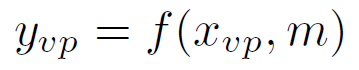 y_{vp} = f(x_{vp}, m)